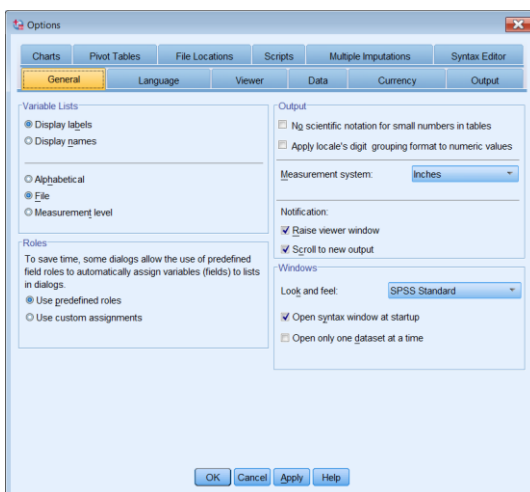 Options
Charts Pivot Tables File Locations Scripts Multiple Imputations Syntax Editor
General Language Viewer Data Currency Output
Variable Lists
Display labels
Display names
Alphabetical
File
Measurement level
Roles
To save time, some dialogs allow the use of predefined
field roles to automatically assign variables (fields) to lists
in dialogs.
Use predefined roles
Use custom assignments
Output
No scientific notation for small numbers in tables
Apply locale's digit grouping format to numeric values
Measurement system: Inches
Notification:
Raise viewer window
Scroll to new output
Windows
Look and feel: SPSS Standard
Open syntax window at startup
Open only one dataset at a time
OK Cancel Apply Help